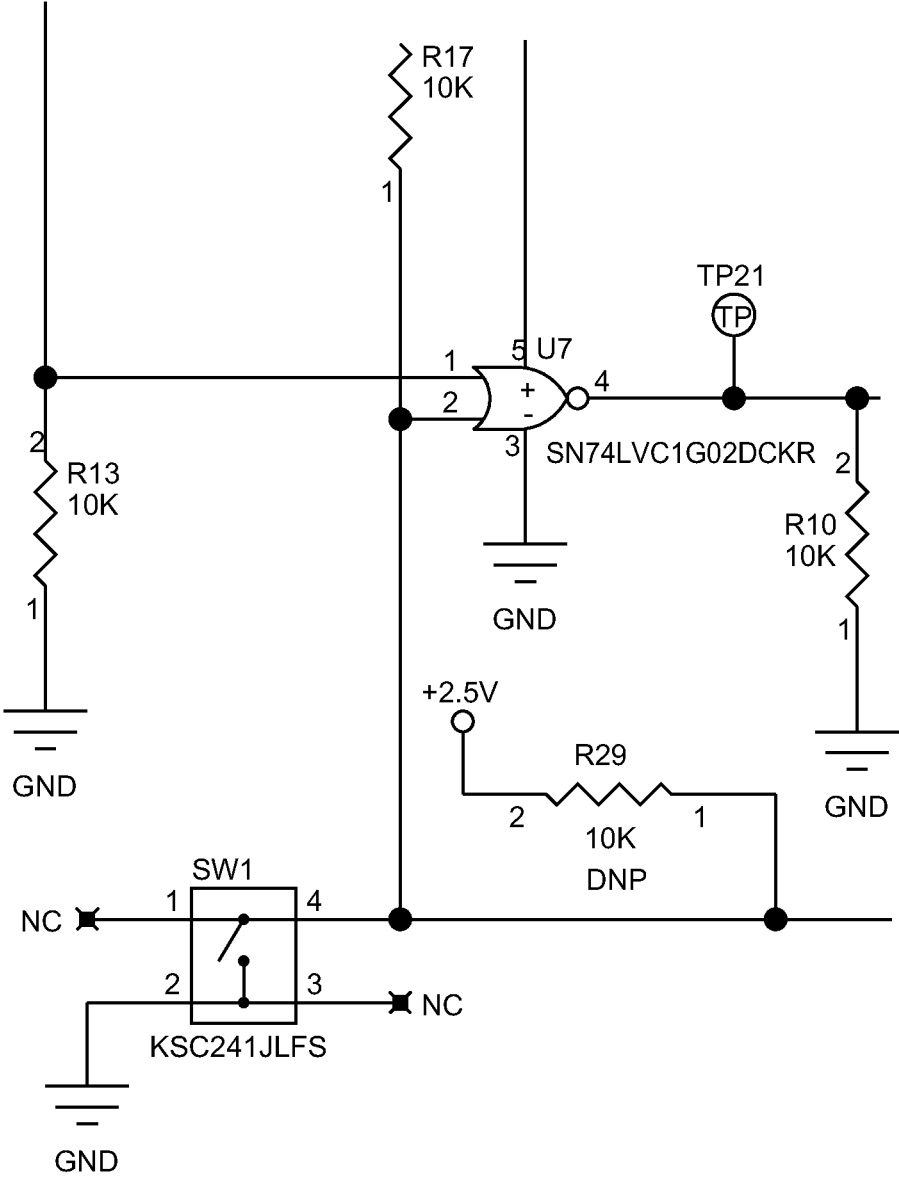 R17
10K
1
TP21
TP
1
5
U7
4
+
2
-
3
SN74LVC1G02DCKR
2
2
R13
10K
R10
10K
1
1
GND
+2.5V
R29
GND
GND
2
1
10K
DNP
SW1
1
4
NC
2
3
NC
KSC241JLFS
GND